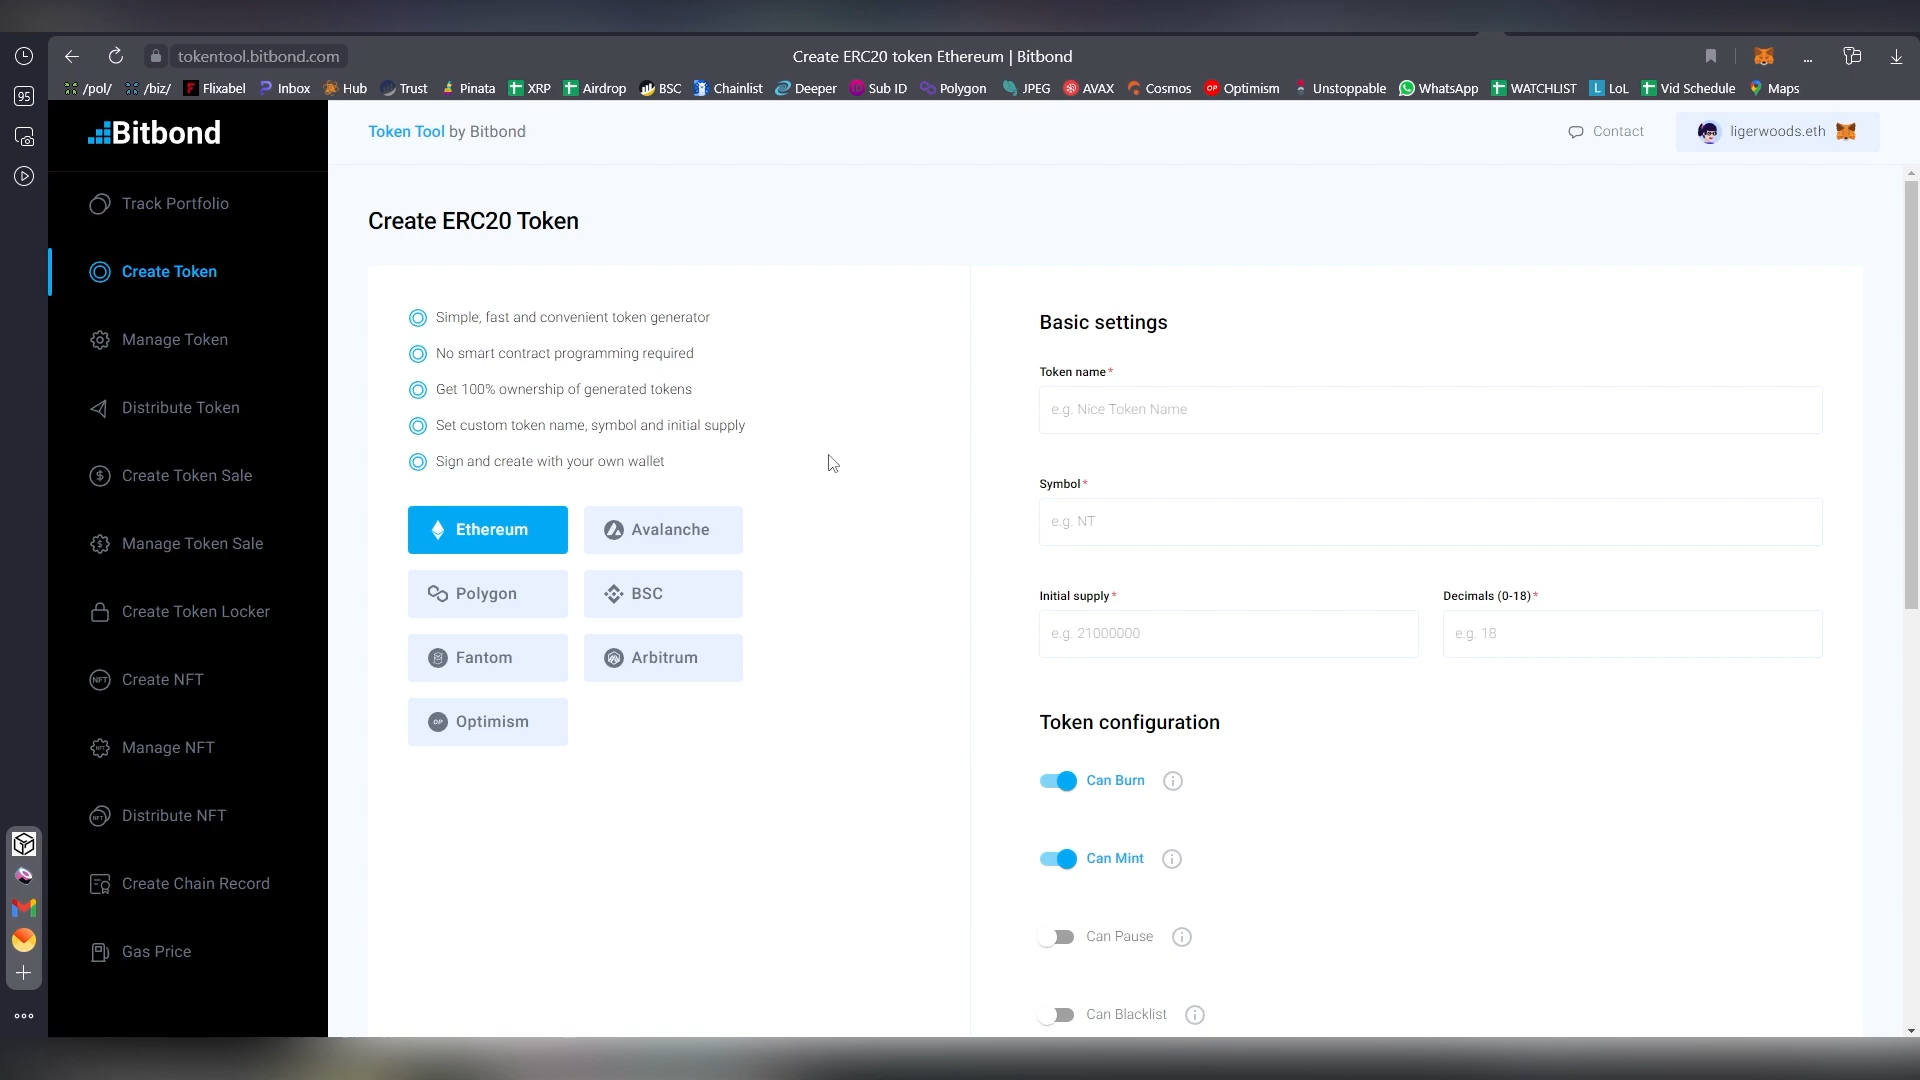 tokentool.bitbond.com
Create ERC20 token Ethereum | Bitbond
...
95
/pol/ /biz/ Flixabel Inbox Hub Trust Pinata XRP Airdrop BSC Chainlist Deeper Sub ID Polygon JPEG AVAX Cosmos OP Optimism Unstoppable WhatsApp WATCHLIST L LoL Vid Schedule Maps
Bitbond
Token Tool by Bitbond
Contact
ligerwoods.eth
Track Portfolio
Create Token
Manage Token
Distribute Token
Create Token Sale
Manage Token Sale
Create Token Locker
NFT Create NFT
Manage NFT
Distribute NFT
Create Chain Record
Gas Price
Create ERC20 Token
Simple, fast and convenient token generator
No smart contract programming required
Get 100% ownership of generated tokens
Set custom token name, symbol and initial supply
Sign and create with your own wallet
Ethereum
Avalanche
Polygon
BSC
Fantom
Arbitrum
OP Optimism
Basic settings
Token name*
e.g. Nice Token Name
Symbol*
e.g. NT
Initial supply*
e.g. 21000000
Decimals (0-18)*
e.g. 18
Token configuration
Can Burn
Can Mint
Can Pause
Can Blacklist